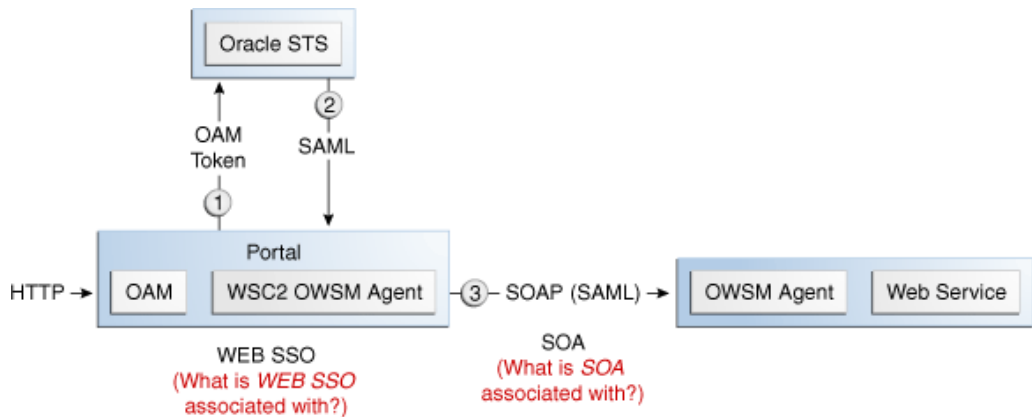 Oracle STS
2
OAM
Token
SAML
1
Portal
HTTP
OAM
WSC2 OWSM Agent
3
SOAP (SAML)
OWSM Agent
Web Service
WEB SSO
(What is WEB SSO
associated with?)
SOA
(What is SOA
associated with?)